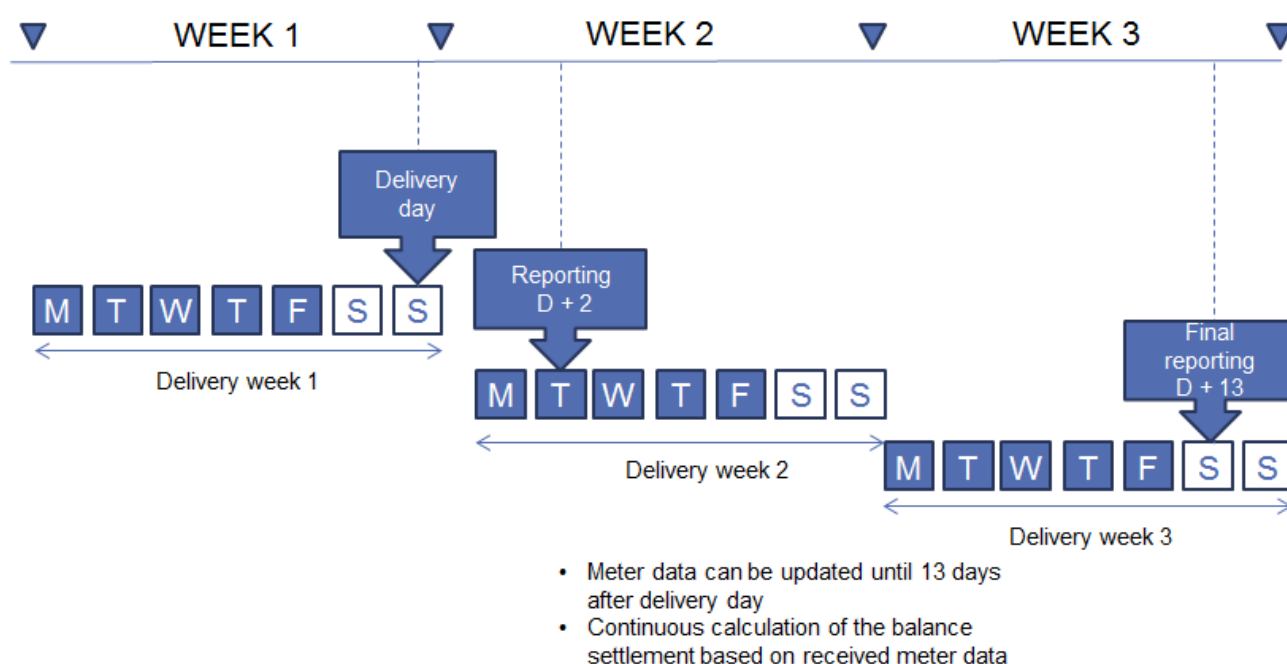 WEEK 1 WEEK 2 WEEK 3
Delivery
day
Reporting
D + 2
M T W T F S S
Final
reporting
D + 13
Delivery week 1
M T W T F S S
Delivery week 2
M T W T F S S
Delivery week 3
• Meter data can be updated until 13 days
after delivery day
• Continuous calculation of the balance
settlement based on received meter data